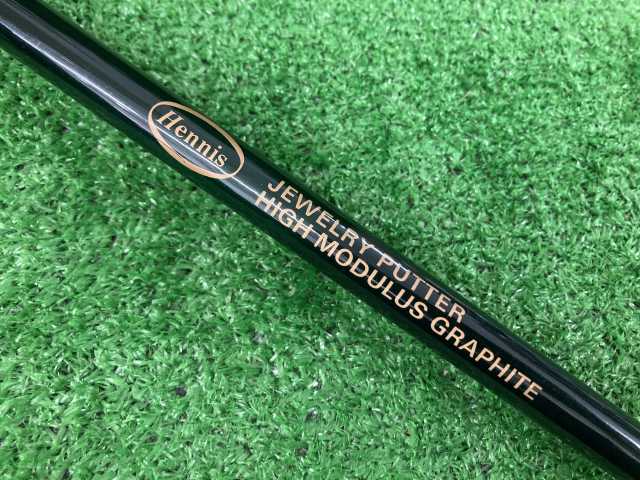 Hennis
JEWELRY PUTTER
HIGH MODULUS GRAPHITE